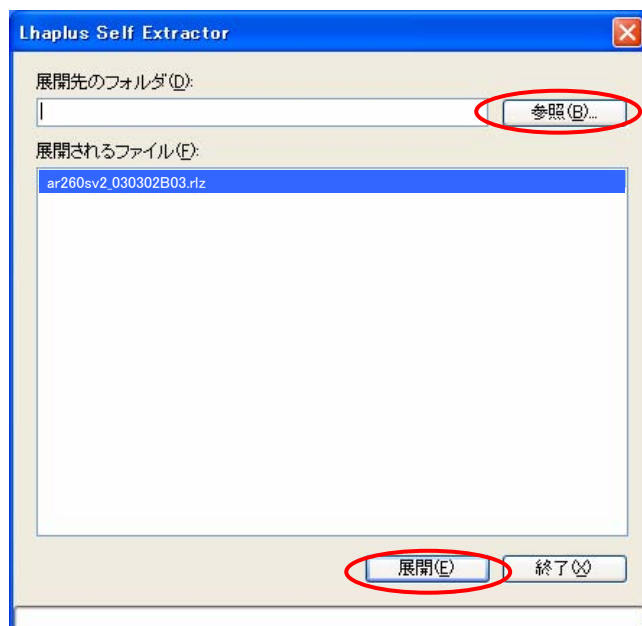 Lhaplus Self Extractor
展開先のフォルダ(D):
参照(B)...
展開されるファイル(F):
ar260sv2_030302B03.rlz
展開(E) 終了(X)